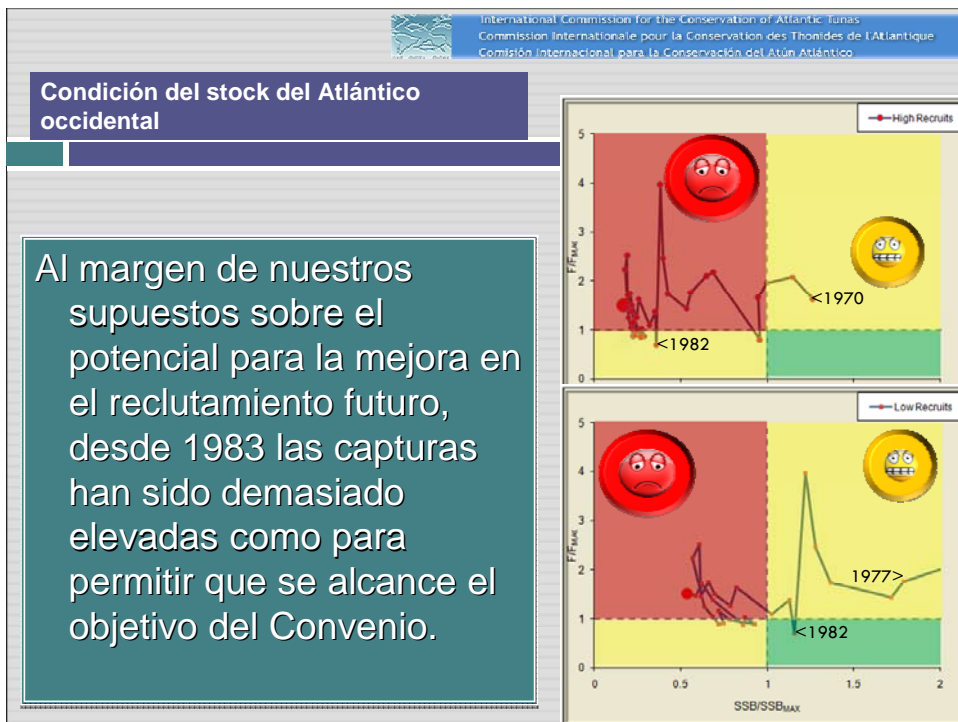 International Commission for the Conservation of Atlantic Tunas
Commission Internationale pour la Conservation des Thonidés de l'Atlantique
Comisión Internacional para la Conservación del Atún Atlántico
Condición del stock del Atlántico
occidental
Al margen de nuestros
supuestos sobre el
potencial para la mejora en
el reclutamiento futuro,
desde 1983 las capturas
han sido demasiado
elevadas como para
permitir que se alcance el
objetivo del Convenio.
High Recruits
5
4
3
2
1
0
F/FMAX
<1970
<1982
Low Recruits
5
4
3
2
1
0
F/FMAX
1977>
<1982
0
0.5
1
1.5
2
SSB/SSBMAX